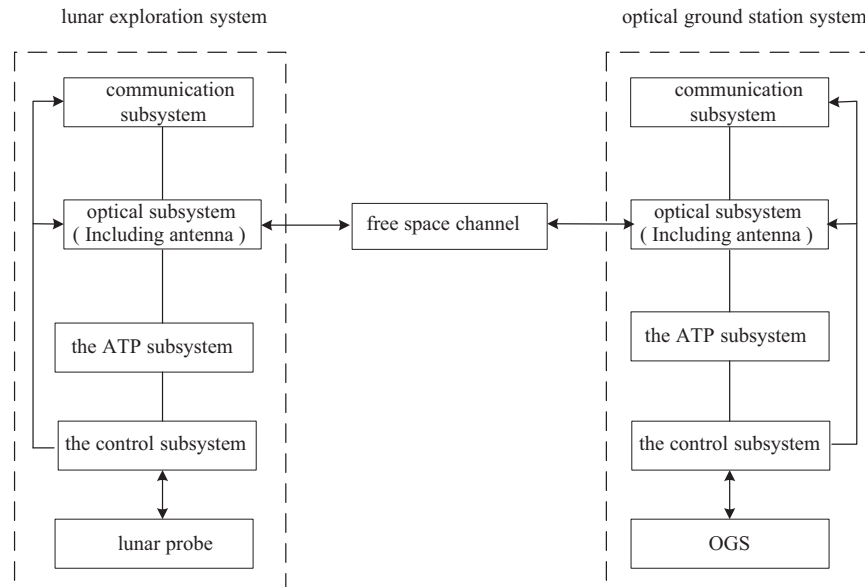 lunar exploration system
communication
subsystem
optical subsystem
( Including antenna )
the ATP subsystem
the control subsystem
lunar probe
free space channel
optical ground station system
communication
subsystem
optical subsystem
( Including antenna )
the ATP subsystem
the control subsystem
OGS